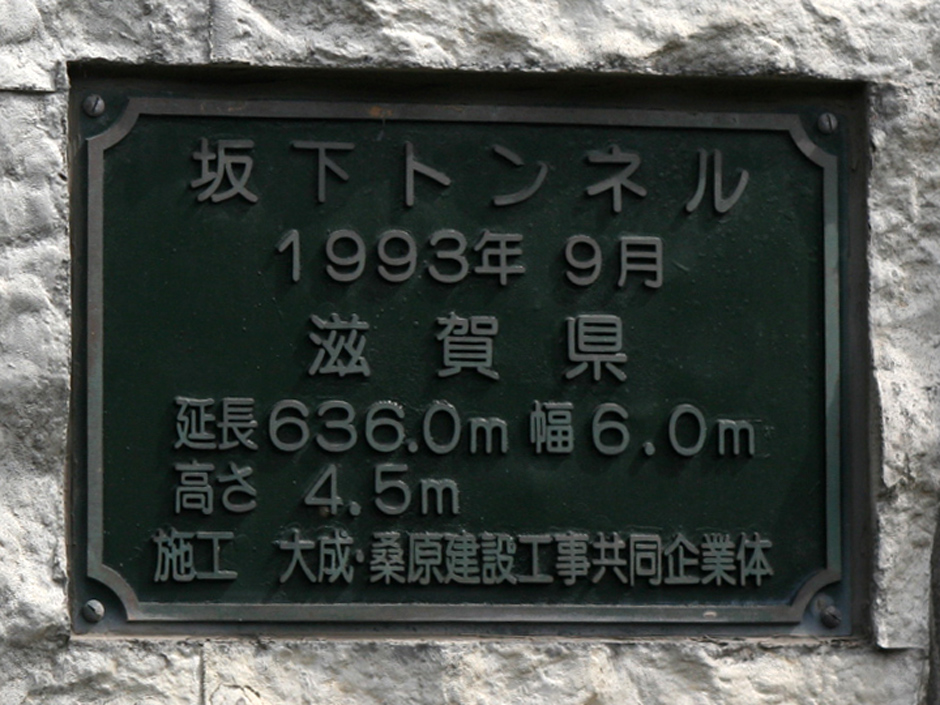 坂下トンネル
1993年 9月
滋賀県
延長636.0m 幅6.0m
高さ 4.5m
施工 大成・桑原建設工事共同企業体